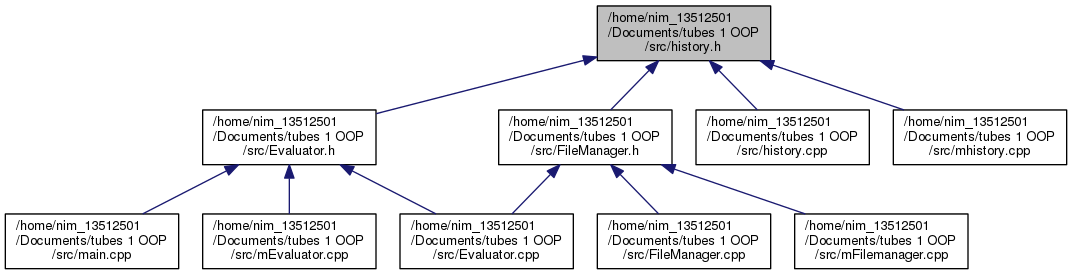 /home/nim_13512501
/Documents/tubes 1 OOP
/src/history.h
/home/nim_13512501
/Documents/tubes 1 OOP
/src/Evaluator.h
/home/nim_13512501
/Documents/tubes 1 OOP
/src/FileManager.h
/home/nim_13512501
/Documents/tubes 1 OOP
/src/history.cpp
/home/nim_13512501
/Documents/tubes 1 OOP
/src/mhistory.cpp
/home/nim_13512501
/Documents/tubes 1 OOP
/src/main.cpp
/home/nim_13512501
/Documents/tubes 1 OOP
/src/mEvaluator.cpp
/home/nim_13512501
/Documents/tubes 1 OOP
/src/Evaluator.cpp
/home/nim_13512501
/Documents/tubes 1 OOP
/src/FileManager.cpp
/home/nim_13512501
/Documents/tubes 1 OOP
/src/mFilemanager.cpp